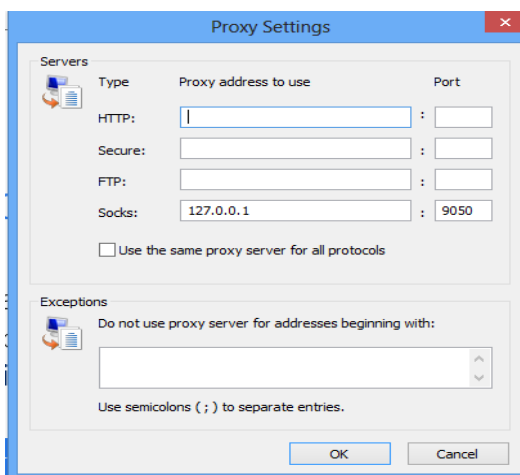 Proxy Settings
Servers
Type Proxy address to use Port
HTTP: :
Secure: :
FTP: :
Socks: 127.0.0.1 : 9050
Use the same proxy server for all protocols
Exceptions
Do not use proxy server for addresses beginning with:
Use semicolons ( ; ) to separate entries.
OK Cancel